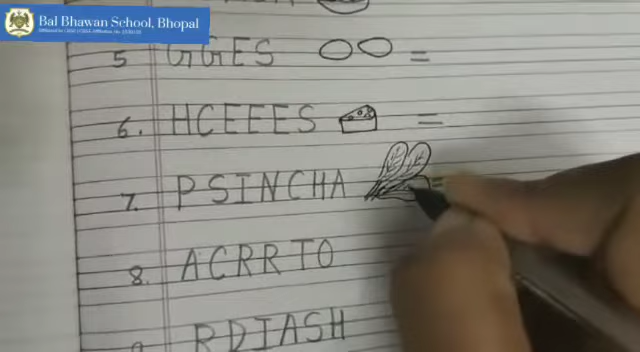 Bal Bhawan School, Bhopal
5 GGES =
6. HCEEES =
7. PSINCHA =
8. ACRRTO
RDIASH